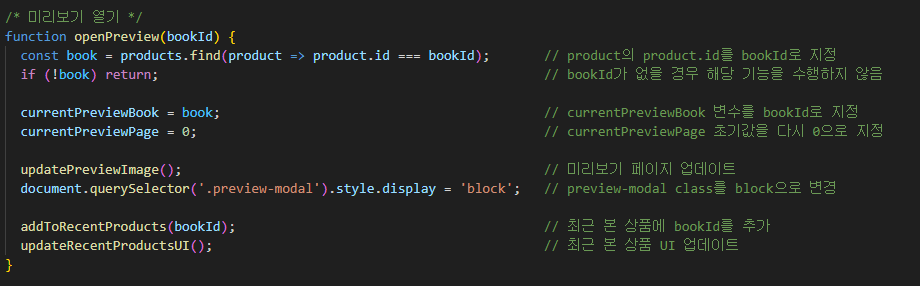 /* 미리보기 열기 */
function openPreview(bookId) {
const book = products.find(product => product.id === bookId); // product의 product.id를 bookId로 지정
if (!book) return; // bookId가 없을 경우 해당 기능을 수행하지 않음
currentPreviewBook = book; // currentPreviewBook 변수를 bookId로 지정
currentPreviewPage = 0; // currentPreviewPage 초기값을 다시 0으로 지정
updatePreviewImage(); // 미리보기 페이지 업데이트
document.querySelector('.preview-modal').style.display = 'block'; // preview-modal class를 block으로 변경
addToRecentProducts(bookId); // 최근 본 상품에 bookId를 추가
updateRecentProductsUI(); // 최근 본 상품 UI 업데이트
}